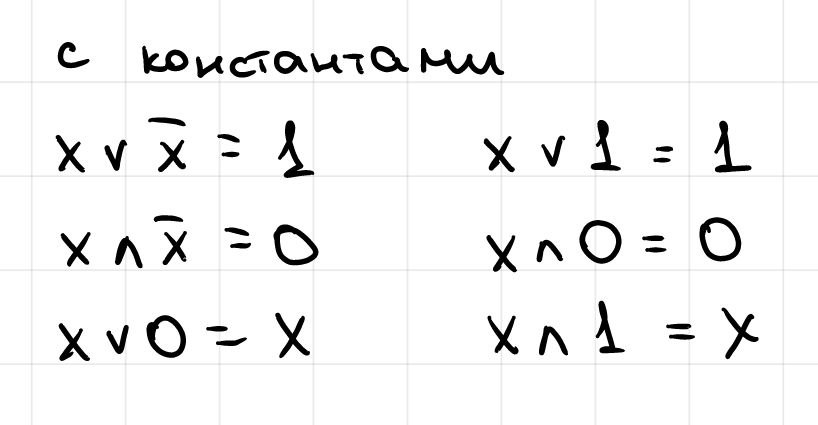 с константами
x ∨ x̅ = 1 x ∨ 1 = 1
x ∧ x̅ = 0 x ∧ 0 = 0
x ∨ 0 = x x ∧ 1 = x